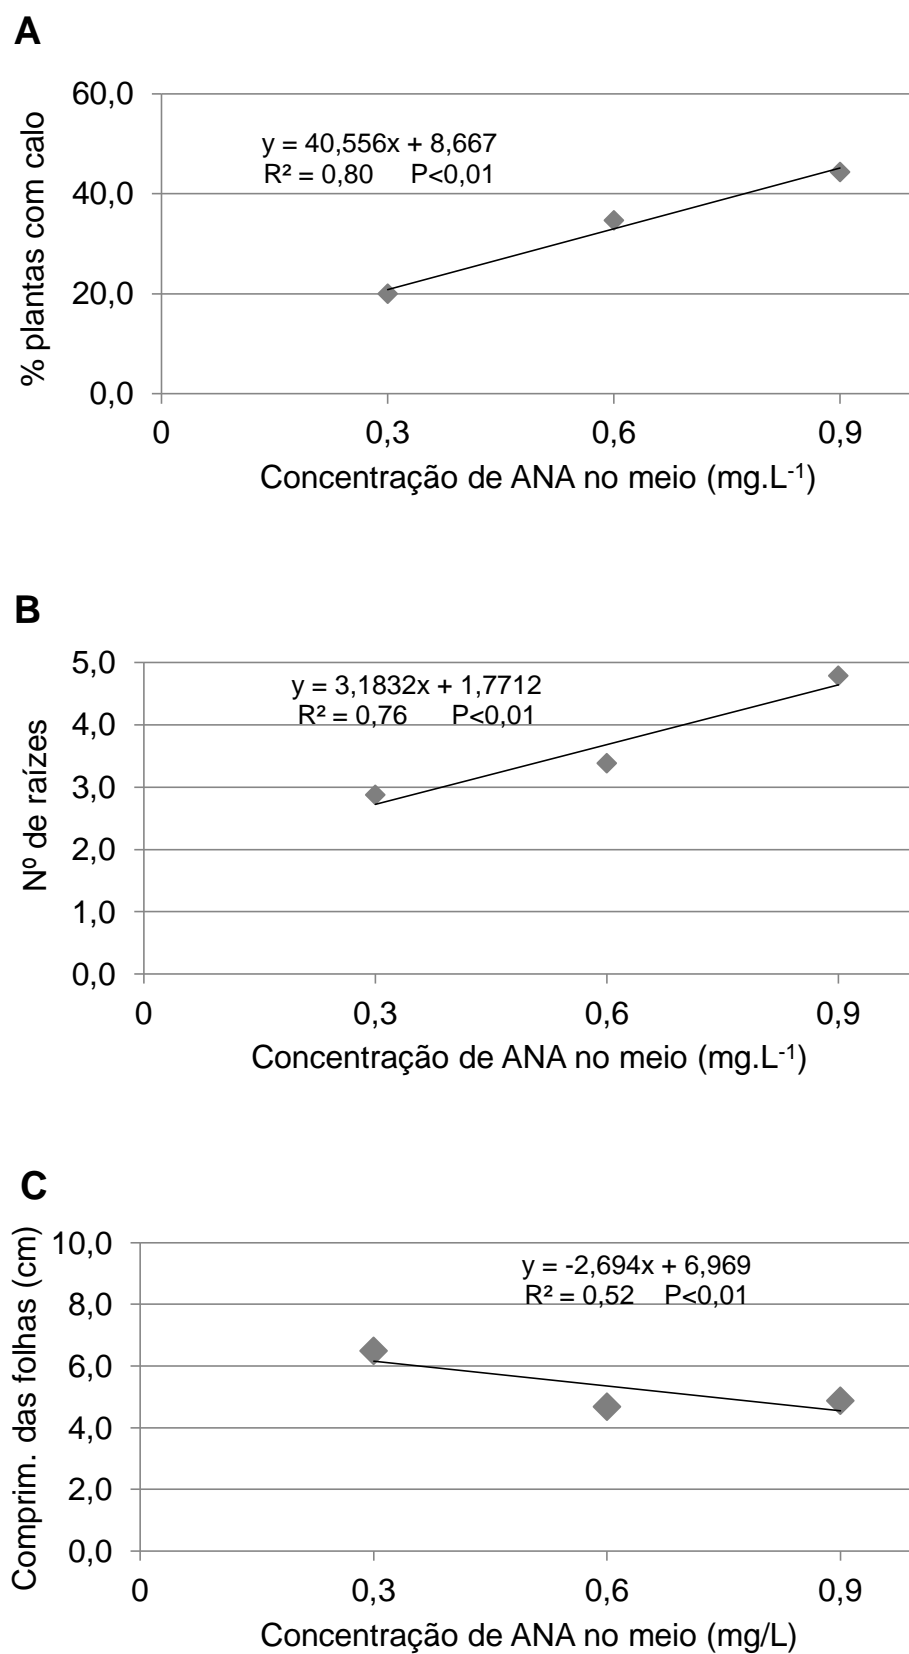 A
60,0
y = 40,556x + 8,667
R² = 0,80 P<0,01
40,0
20,0
0,0
% plantas com calo
0 0,3 0,6 0,9
Concentração de ANA no meio (mg.L⁻¹)
B
5,0
y = 3,1832x + 1,7712
R² = 0,76 P<0,01
4,0
3,0
2,0
1,0
0,0
Nº de raízes
0 0,3 0,6 0,9
Concentração de ANA no meio (mg.L⁻¹)
C
10,0
y = -2,694x + 6,969
R² = 0,52 P<0,01
8,0
6,0
4,0
2,0
0,0
Comprim. das folhas (cm)
0 0,3 0,6 0,9
Concentração de ANA no meio (mg/L)